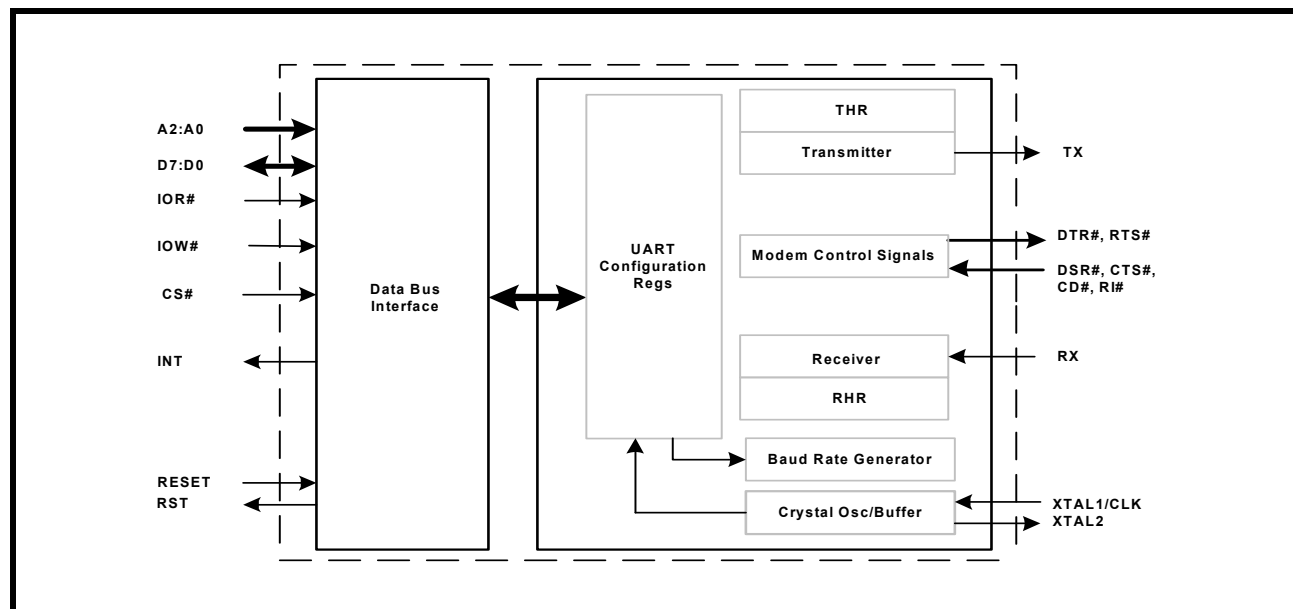 A2:A0
D7:D0
IOR#
IOW#
CS#
INT
RESET
RST
Data Bus
Interface
UART
Configuration
Regs
THR
Transmitter
Modem Control Signals
Receiver
RHR
Baud Rate Generator
Crystal Osc/Buffer
TX
DTR#, RTS#
DSR#, CTS#,
CD#, RI#
RX
XTAL1/CLK
XTAL2